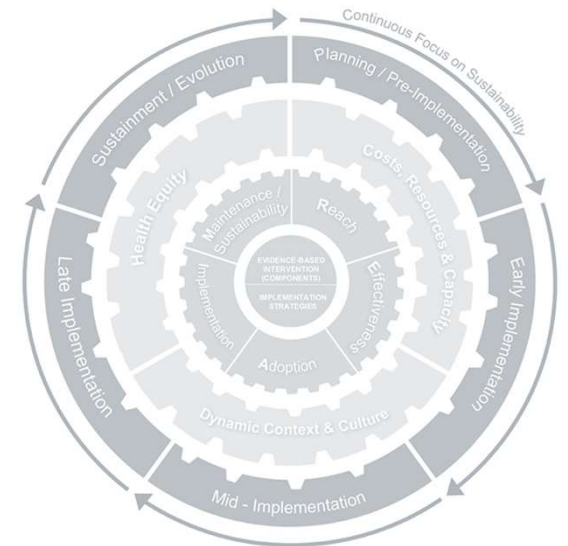 Continuous Focus on Sustainability
Planning / Pre-Implementation
Early Implementation
Mid - Implementation
Late Implementation
Sustainment / Evolution
Costs, Resources & Capacity
Dynamic Context & Culture
Health Equity
Reach
Effectiveness
Adoption
Implementation
Maintenance /
Sustainability
EVIDENCE-BASED
INTERVENTION
(COMPONENTS)
IMPLEMENTATION
STRATEGIES